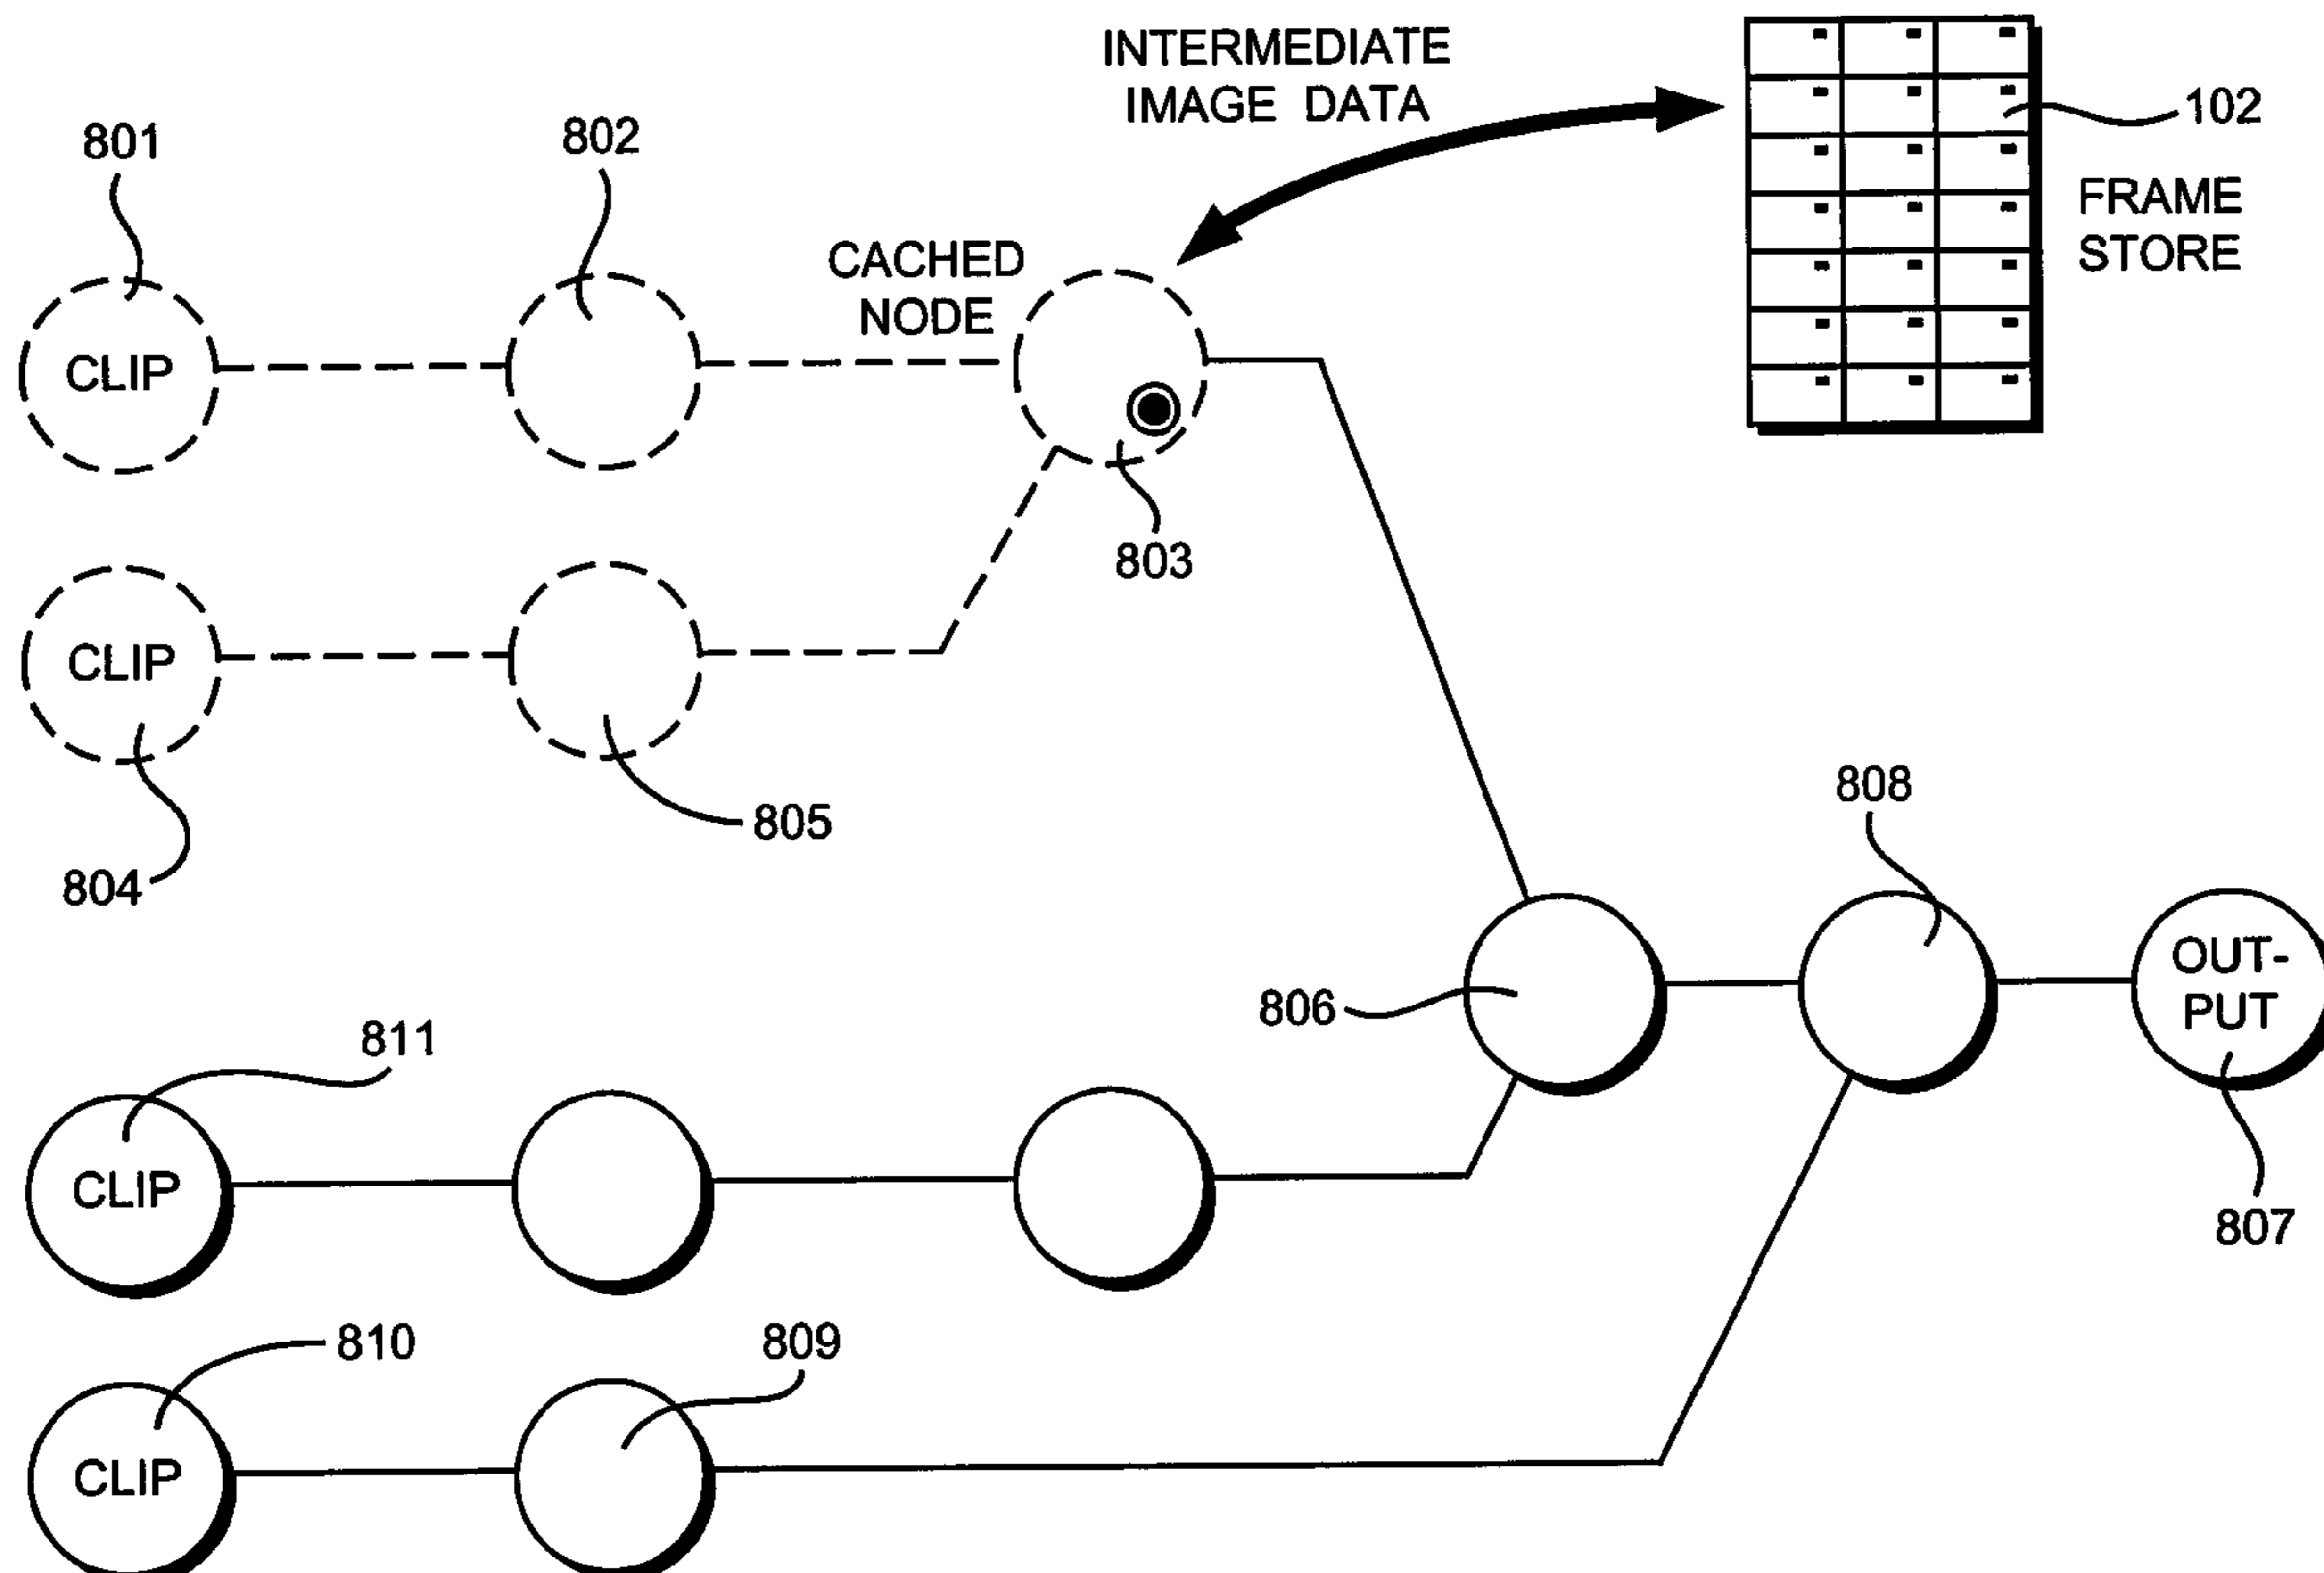 INTERMEDIATE
IMAGE DATA
102
FRAME
STORE
801
802
CACHED
NODE
CLIP
803
CLIP
805
804
808
806
OUT-
PUT
811
CLIP
807
810
809
CLIP